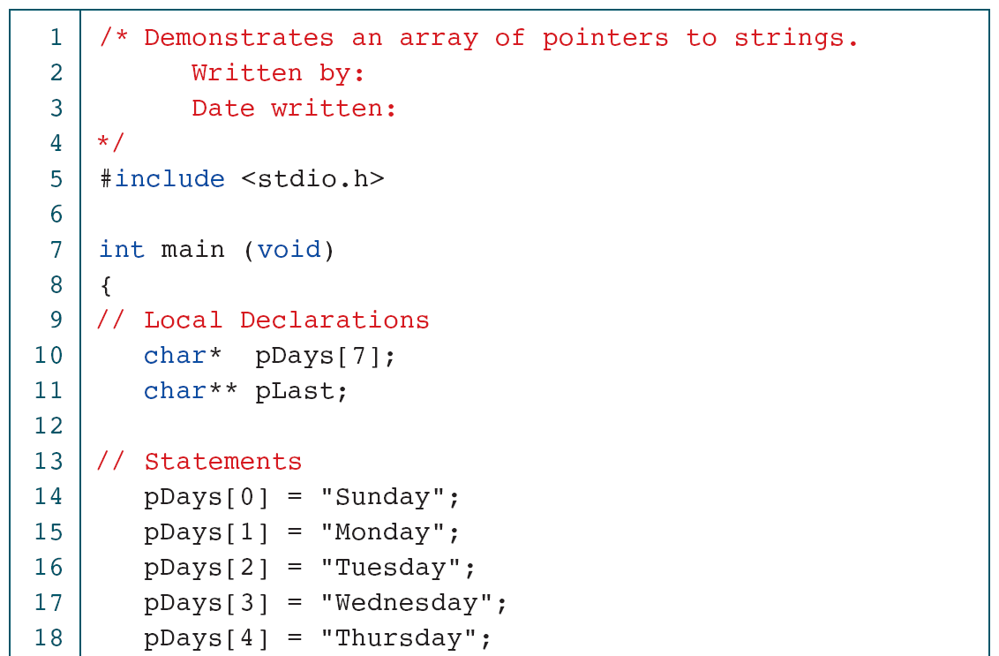 1 /* Demonstrates an array of pointers to strings.
2       Written by:
3       Date written:
4 */
5 #include <stdio.h>
6
7 int main (void)
8 {
9 // Local Declarations
10    char*  pDays[7];
11    char** pLast;
12
13 // Statements
14    pDays[0] = "Sunday";
15    pDays[1] = "Monday";
16    pDays[2] = "Tuesday";
17    pDays[3] = "Wednesday";
18    pDays[4] = "Thursday";